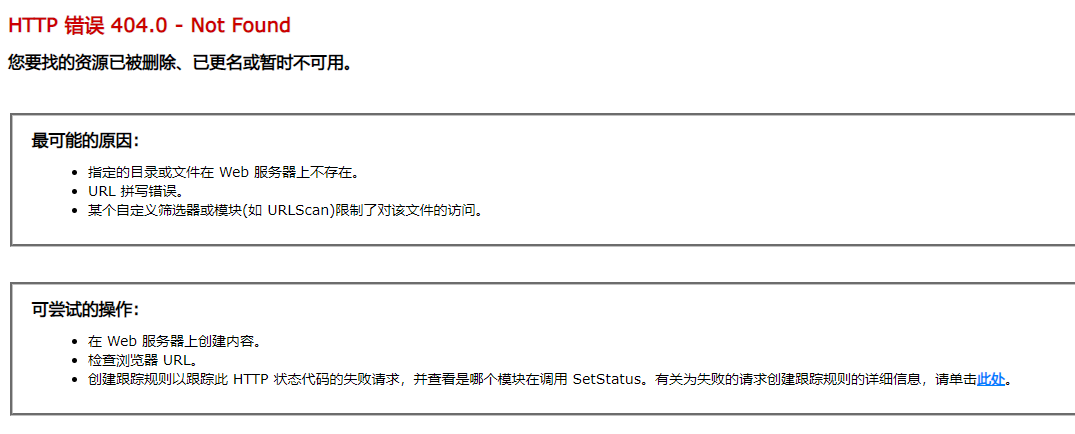 HTTP 错误 404.0 - Not Found
您要找的资源已被删除、已更名或暂时不可用。
最可能的原因:
指定的目录或文件在 Web 服务器上不存在。
URL 拼写错误。
某个自定义筛选器或模块(如 URLScan)限制了对该文件的访问。
可尝试的操作:
在 Web 服务器上创建内容。
检查浏览器 URL。
创建跟踪规则以跟踪此 HTTP 状态代码的失败请求，并查看是哪个模块在调用 SetStatus。有关为失败的请求创建跟踪规则的详细信息，请单击此处。